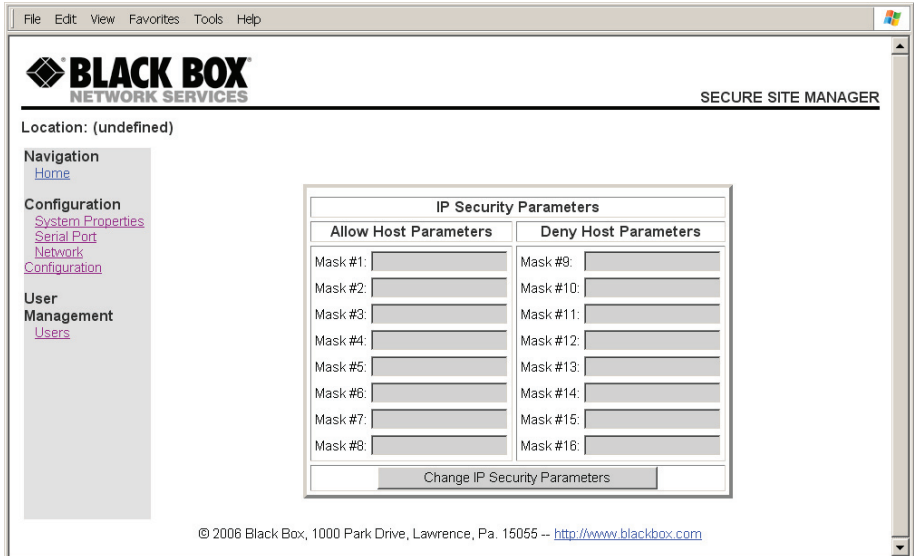 File Edit View Favorites Tools Help
BLACK BOX
NETWORK SERVICES
SECURE SITE MANAGER
Location: (undefined)
Navigation
Home
Configuration
System Properties
Serial Port
Network
Configuration
User
Management
Users
IP Security Parameters
Allow Host Parameters Deny Host Parameters
Mask #1: Mask #9:
Mask #2: Mask #10:
Mask #3: Mask #11:
Mask #4: Mask #12:
Mask #5: Mask #13:
Mask #6: Mask #14:
Mask #7: Mask #15:
Mask #8: Mask #16:
Change IP Security Parameters
© 2006 Black Box, 1000 Park Drive, Lawrence, Pa. 15055 -- http://www.blackbox.com